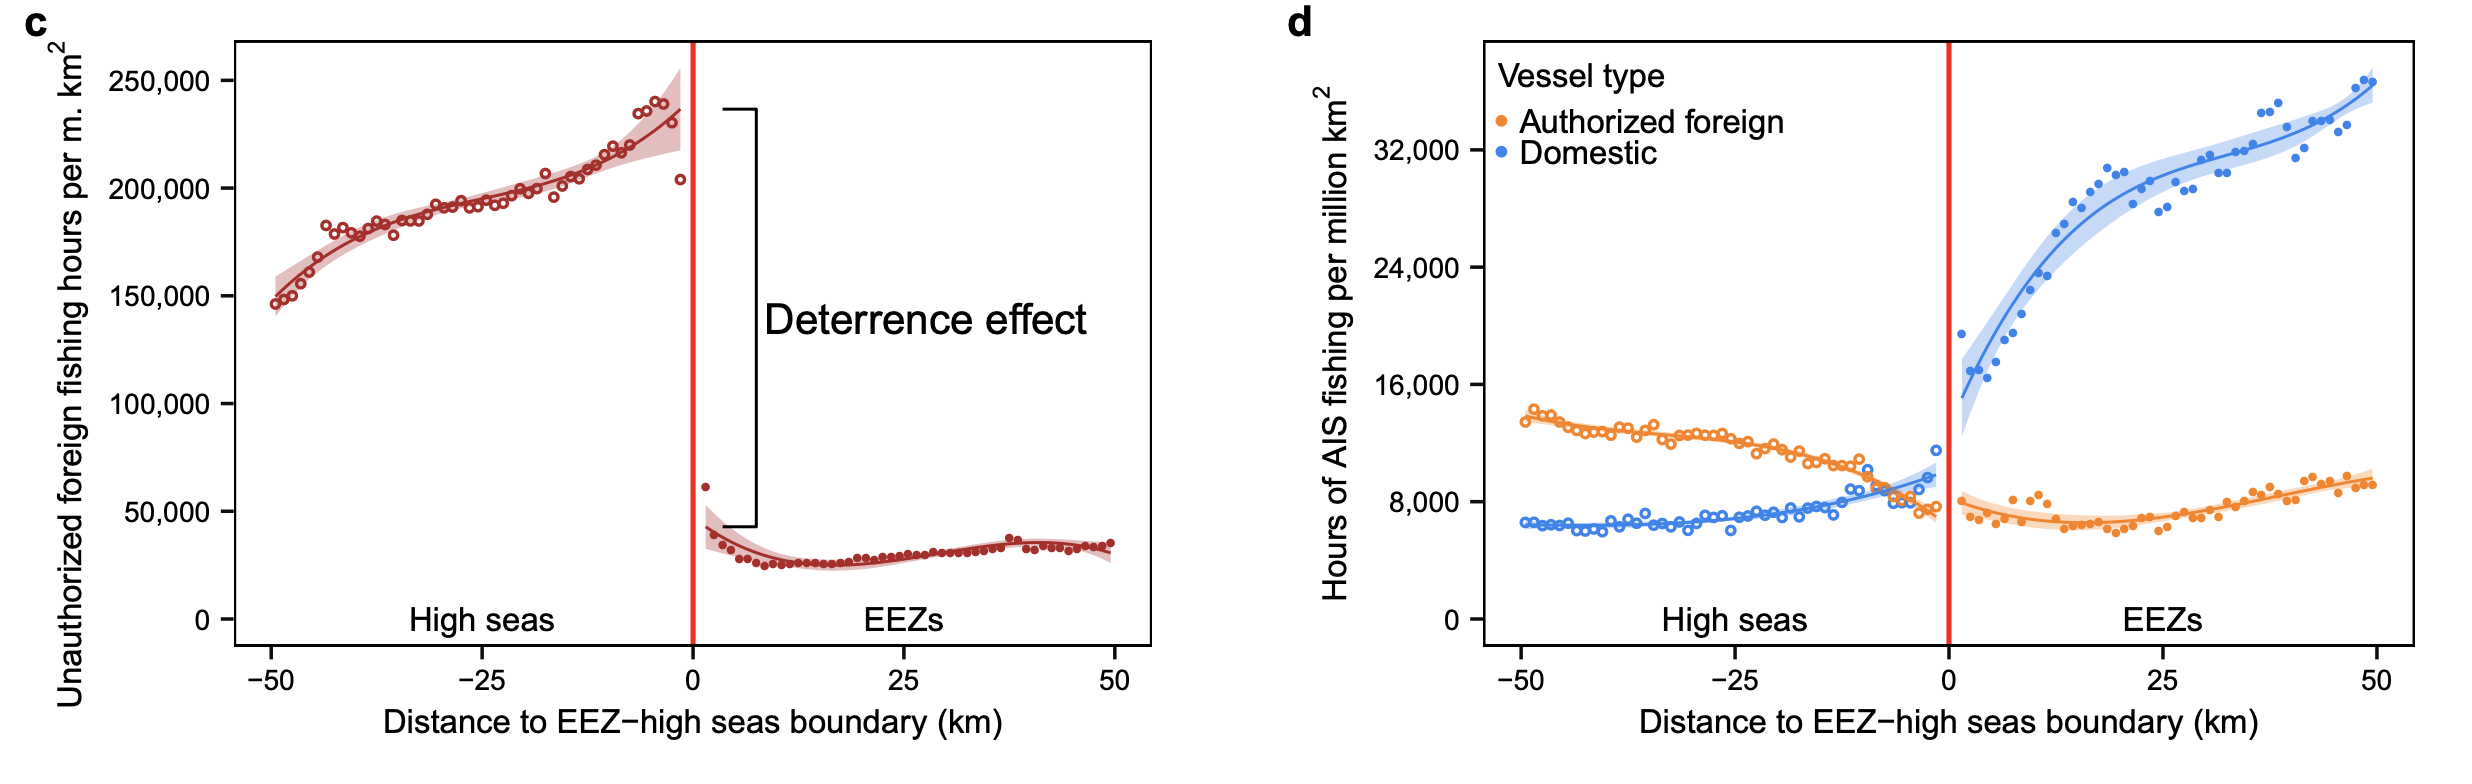 c
Unauthorized foreign fishing hours per m. km²
250,000
200,000
150,000
100,000
50,000
0
Deterrence effect
High seas
EEZs
−50
−25
0
25
50
Distance to EEZ−high seas boundary (km)
d
Hours of AIS fishing per million km²
Vessel type
Authorized foreign
Domestic
32,000
24,000
16,000
8,000
0
High seas
EEZs
−50
−25
0
25
50
Distance to EEZ−high seas boundary (km)